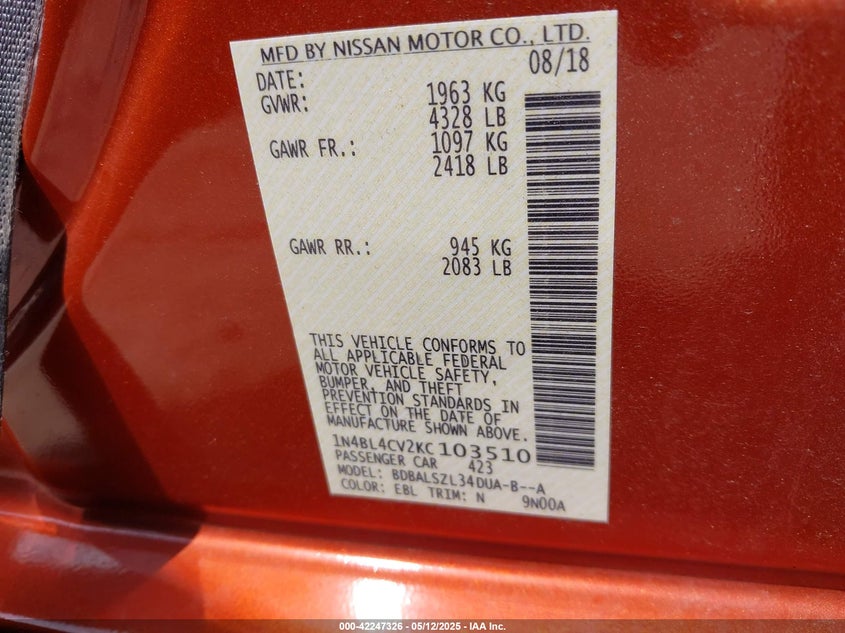 MFD BY NISSAN MOTOR CO., LTD.
DATE: 08/18
GVWR: 1963 KG
4328 LB
GAWR FR.: 1097 KG
2418 LB
GAWR RR.: 945 KG
2083 LB
THIS VEHICLE CONFORMS TO
ALL APPLICABLE FEDERAL
MOTOR VEHICLE SAFETY,
BUMPER, AND THEFT
PREVENTION STANDARDS IN
EFFECT ON THE DATE OF
MANUFACTURE SHOWN ABOVE.
1N4BL4CV2KC103510
PASSENGER CAR 423
MODEL: BDBALSZL34DUA-B--A
COLOR: EBL TRIM: N 9N00A
000-42247326 - 05/12/2025 - IAA Inc.